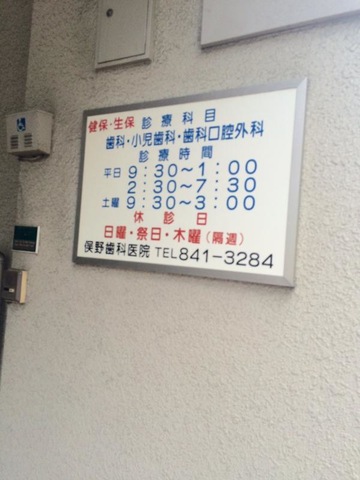 健保・生保 診療科目
歯科・小児歯科・歯科口腔外科
診療時間
平日 9:30～1:00
2:30～7:30
土曜 9:30～3:00
休診日
日曜・祭日・木曜(隔週)
俣野歯科医院 TEL841-3284